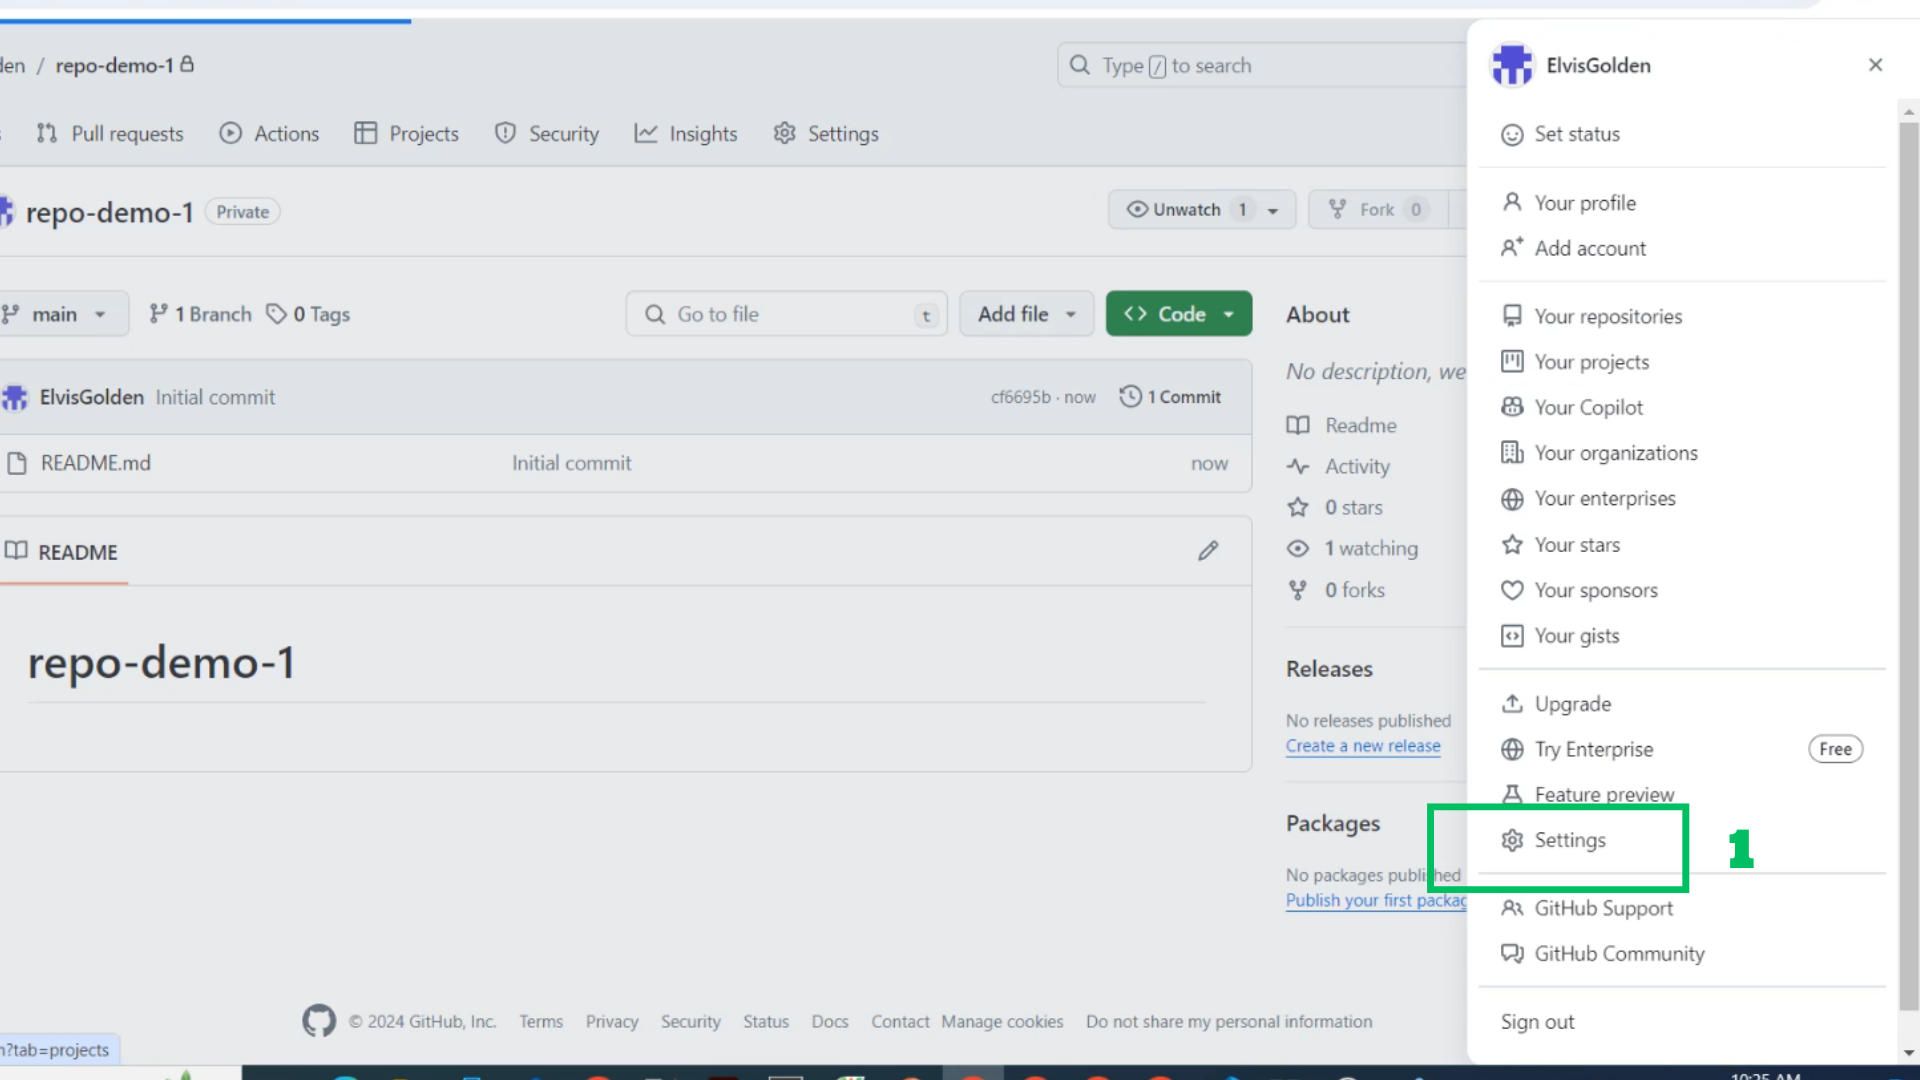 den / repo-demo-1
Type / to search
Pull requests
Actions
Projects
Security
Insights
Settings
repo-demo-1 Private
Unwatch 1
Fork 0
main
1 Branch
0 Tags
Go to file t
Add file
Code
ElvisGolden Initial commit
cf6695b · now
1 Commit
README.md Initial commit now
README
repo-demo-1
About
No description, we
Readme
Activity
0 stars
1 watching
0 forks
Releases
No releases published
Create a new release
Packages
No packages published
Publish your first packag
ElvisGolden
Set status
Your profile
Add account
Your repositories
Your projects
Your Copilot
Your organizations
Your enterprises
Your stars
Your sponsors
Your gists
Upgrade
Try Enterprise Free
Feature preview
Settings
1
GitHub Support
GitHub Community
Sign out
© 2024 GitHub, Inc. Terms Privacy Security Status Docs Contact Manage cookies Do not share my personal information
n?tab=projects
10:25 AM